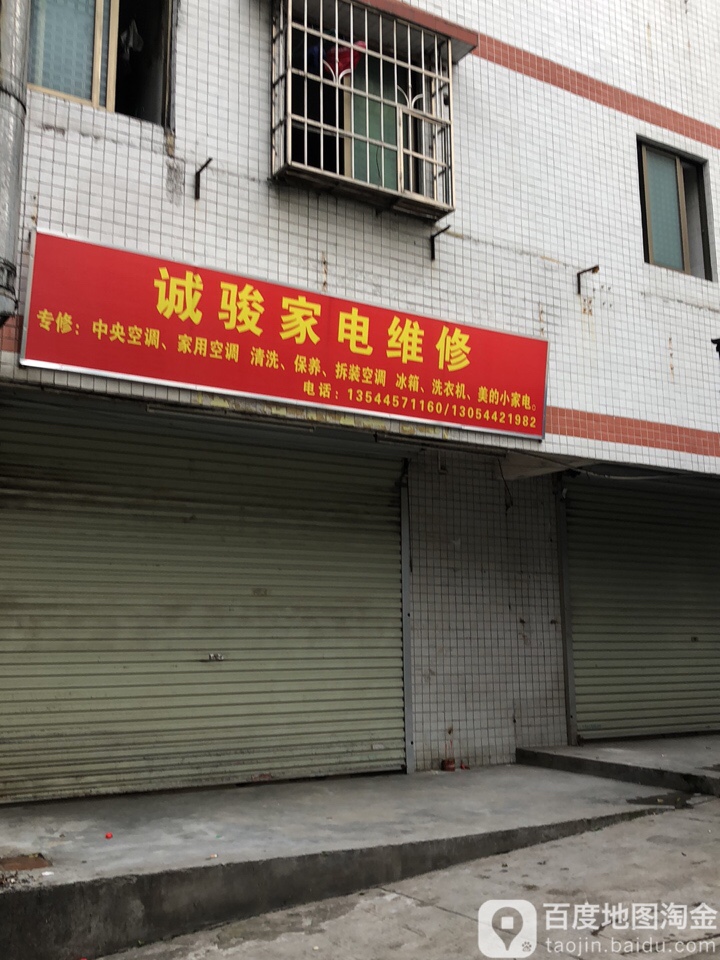 诚骏家电维修
专修：中央空调、家用空调 清洗、保养、拆装空调 冰箱、洗衣机、美的小家电。
电话：13544571160/13054421982
百度地图淘金
taojin.baidu.com